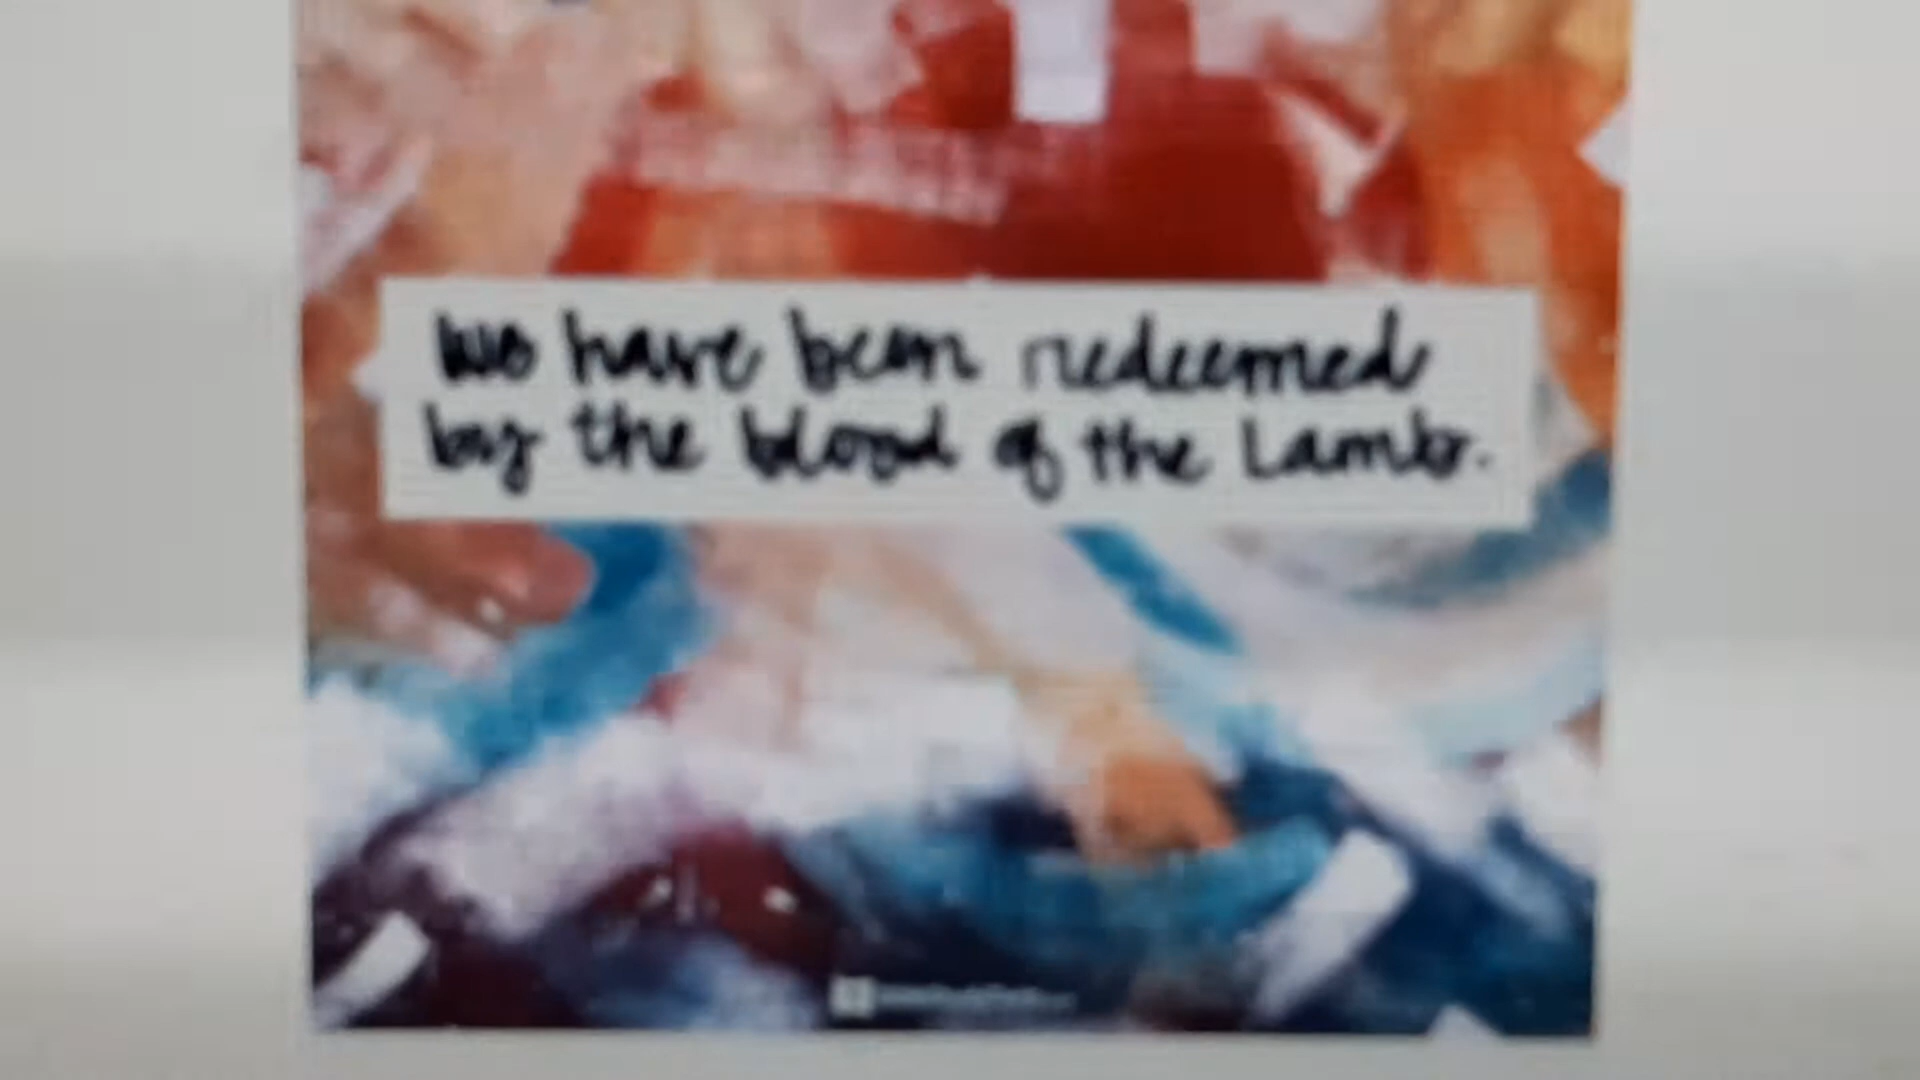 We have been redeemed
by the blood of the Lamb.